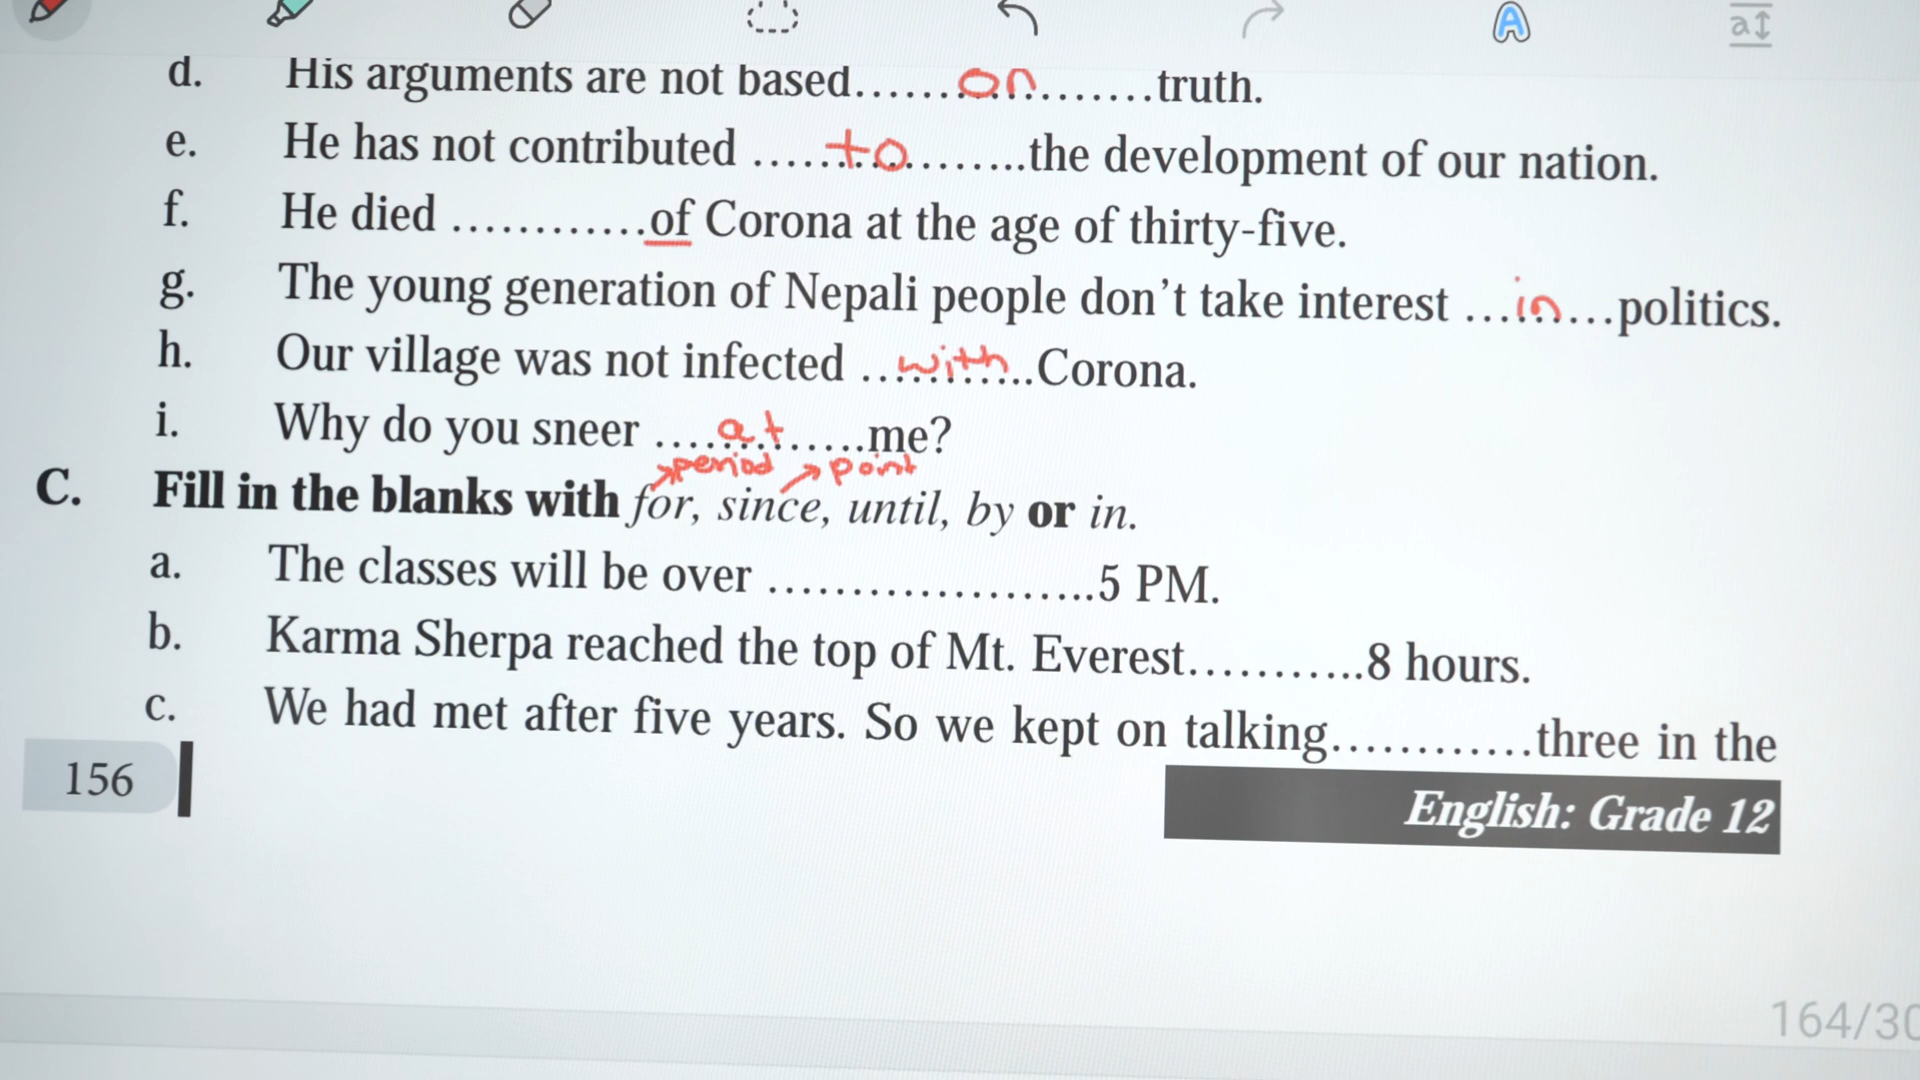 A a
d. His arguments are not based......on.........truth.
e. He has not contributed ......to.........the development of our nation.
f. He died ............of Corona at the age of thirty-five.
g. The young generation of Nepali people don't take interest ...in...politics.
h. Our village was not infected ...with...Corona.
i. Why do you sneer ....at......me?
period point
C. Fill in the blanks with for, since, until, by or in.
a. The classes will be over ....................5 PM.
b. Karma Sherpa reached the top of Mt. Everest...........8 hours.
c. We had met after five years. So we kept on talking............three in the
156
English: Grade 12
164/30